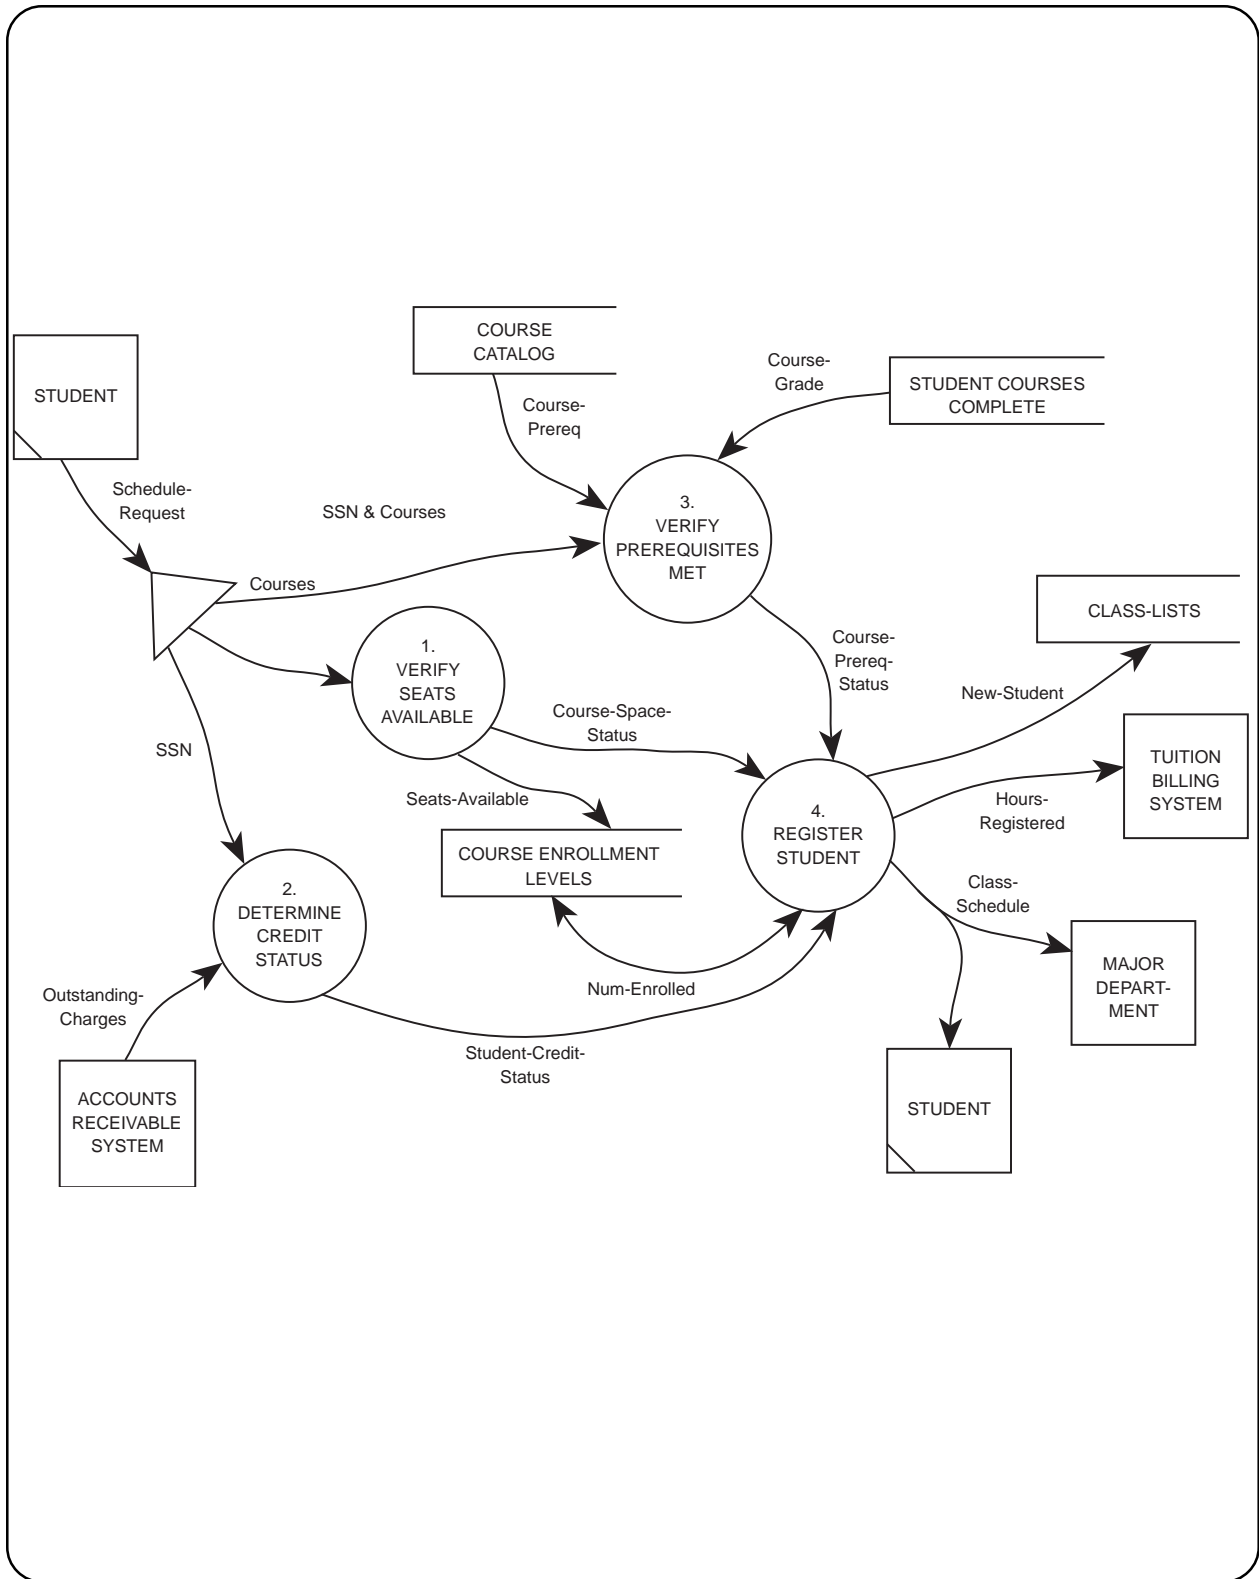 COURSE
CATALOG
STUDENT
Course-
Grade
STUDENT COURSES
COMPLETE
Course-
Prereq
Schedule-
Request
SSN & Courses
3.
VERIFY
PREREQUISITES
MET
Courses
CLASS-LISTS
1.
VERIFY
SEATS
AVAILABLE
Course-
Prereq-
Status
New-Student
Course-Space-
Status
SSN
TUITION
BILLING
SYSTEM
Seats-Available
Hours-
Registered
4.
REGISTER
STUDENT
COURSE ENROLLMENT
LEVELS
2.
DETERMINE
CREDIT
STATUS
Class-
Schedule
MAJOR
DEPART-
MENT
Num-Enrolled
Outstanding-
Charges
Student-Credit-
Status
ACCOUNTS
RECEIVABLE
SYSTEM
STUDENT